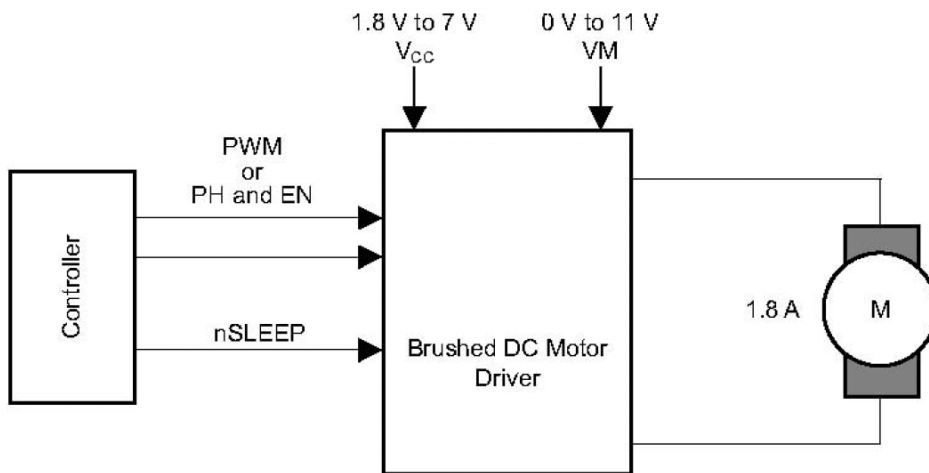 1.8 V to 7 V
VCC
0 V to 11 V
VM
PWM
or
PH and EN
Controller
nSLEEP
Brushed DC Motor
Driver
1.8 A
M